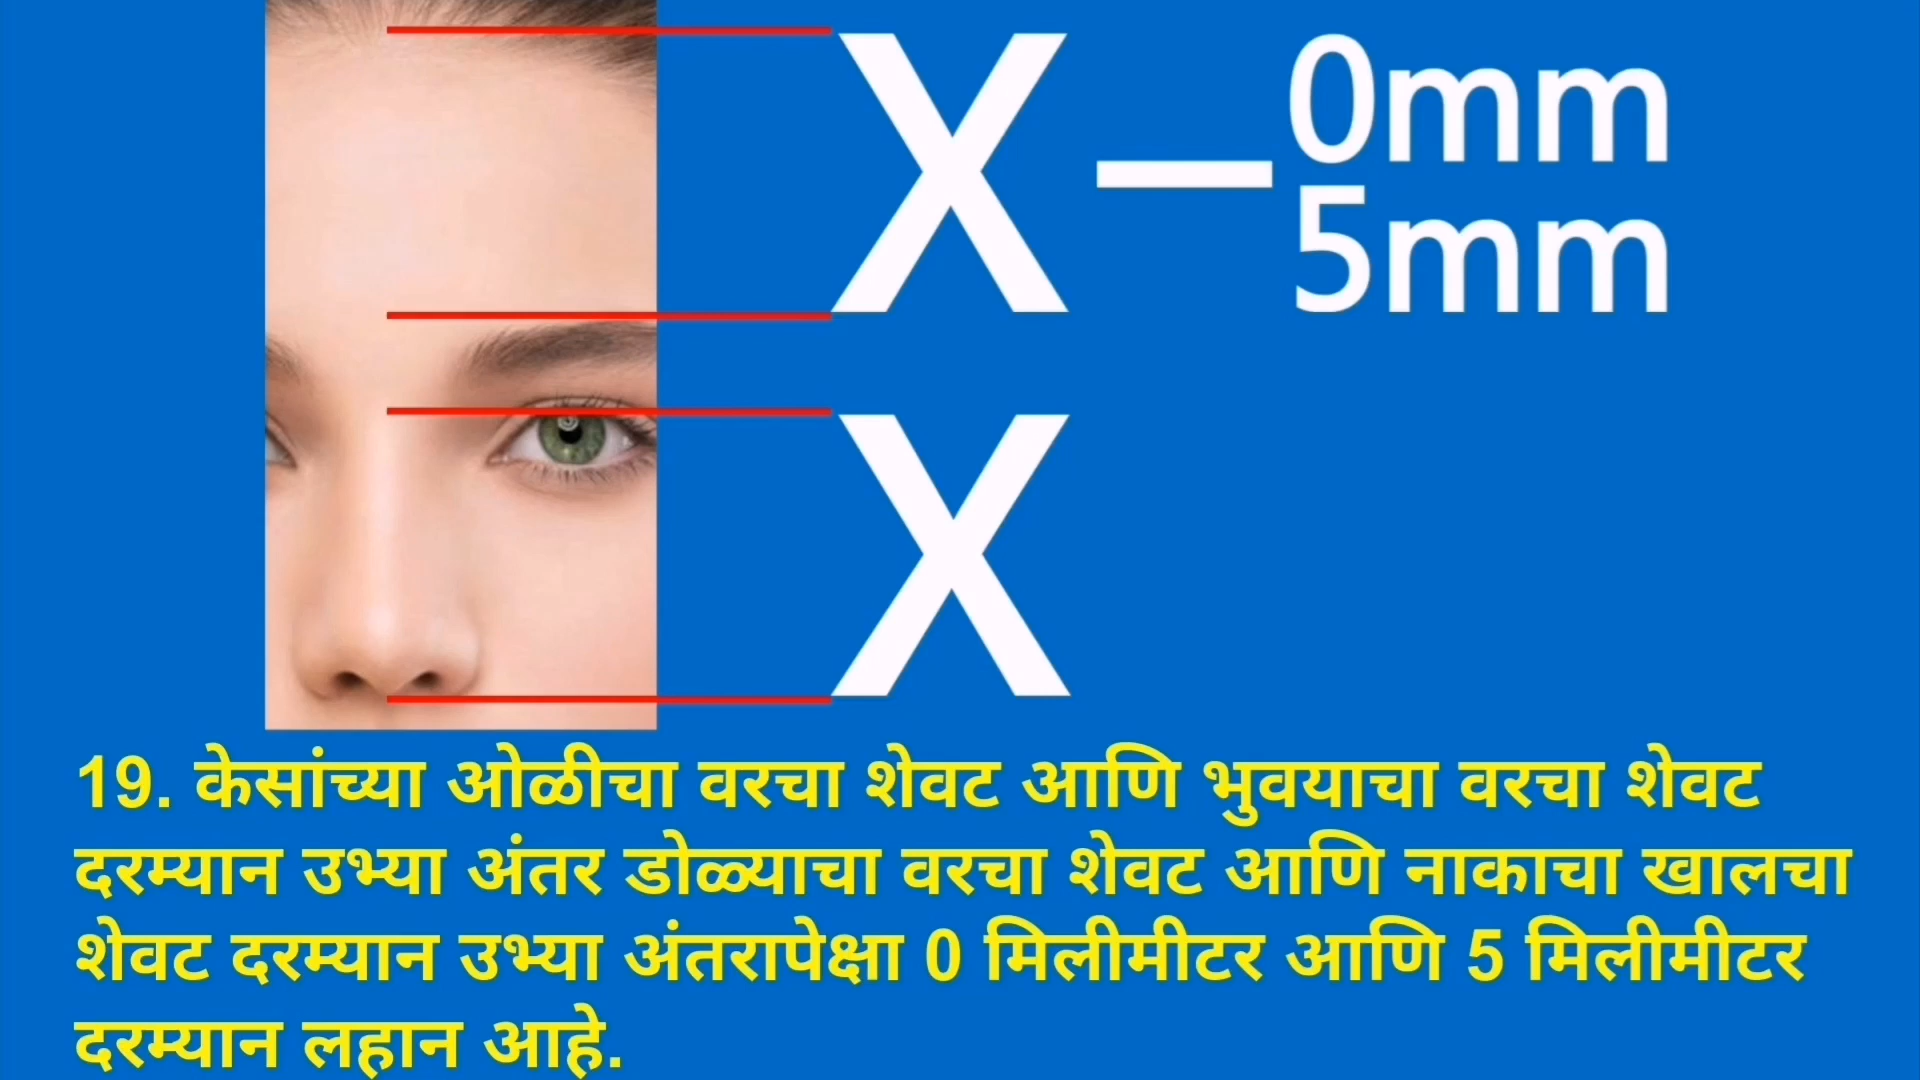 X – 0mm
5mm
X
19. केसांच्या ओळीचा वरचा शेवट आणि भुवयाचा वरचा शेवट
दरम्यान उभ्या अंतर डोळ्याचा वरचा शेवट आणि नाकाचा खालचा
शेवट दरम्यान उभ्या अंतरापेक्षा 0 मिलीमीटर आणि 5 मिलीमीटर
दरम्यान लहान आहे.